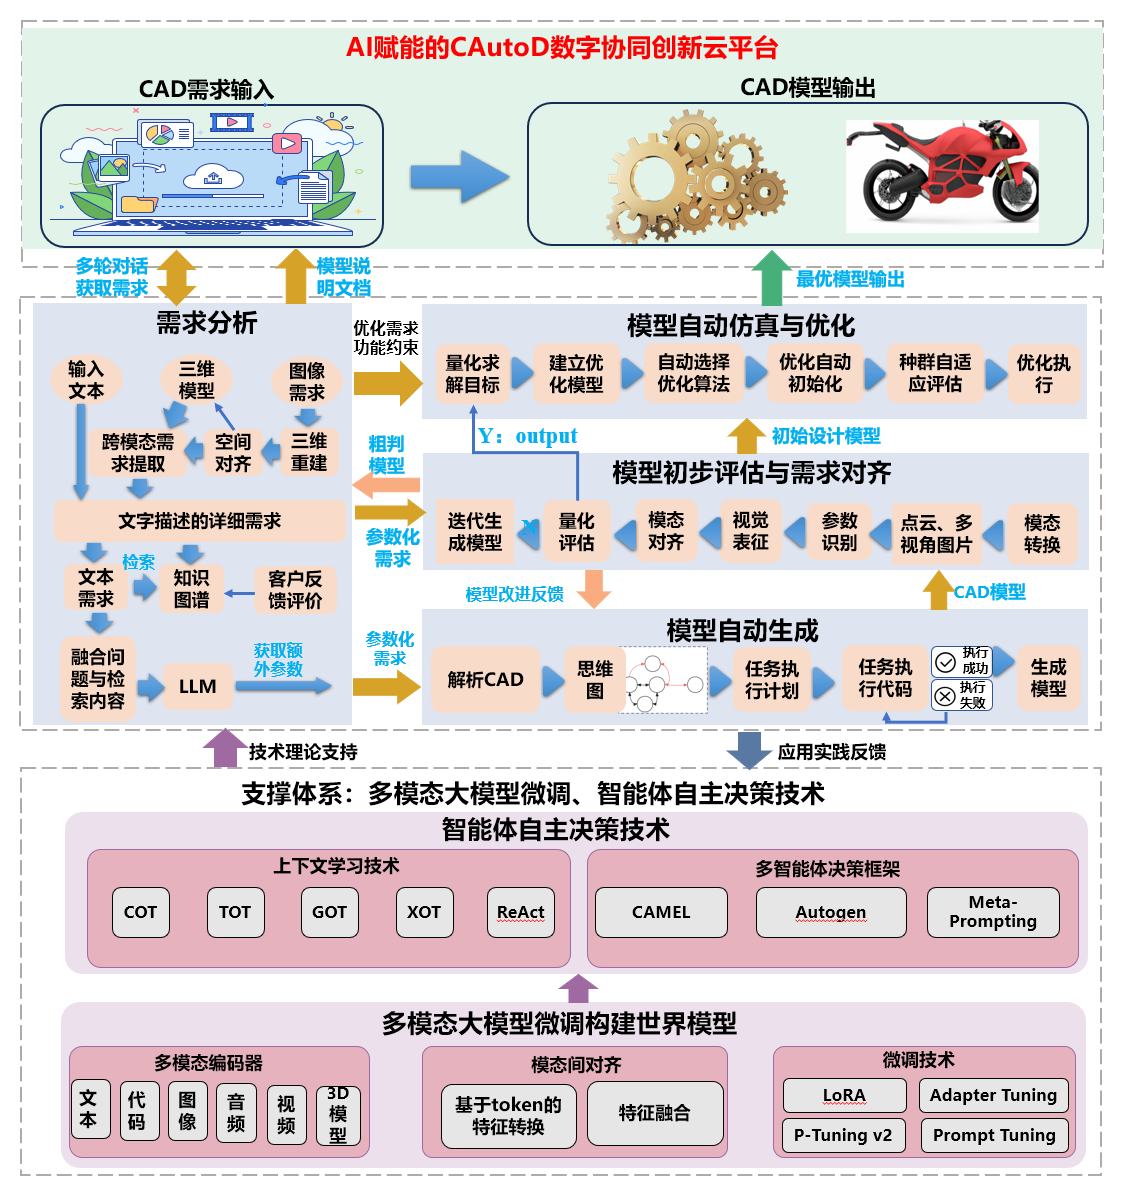 AI赋能的CAutoD数字协同创新云平台
CAD需求输入
CAD模型输出
多轮对话
获取需求
模型说
明文档
最优模型输出
需求分析
输入
文本
三维
模型
图像
需求
跨模态需
求提取
空间
对齐
三维
重建
文字描述的详细需求
检索
文本
需求
知识
图谱
客户反
馈评价
融合问
题与检
索内容
LLM
获取额
外参数
优化需求
功能约束
粗判
模型
参数化
需求
参数化
需求
模型自动仿真与优化
量化求
解目标
建立优
化模型
自动选择
优化算法
优化自动
初始化
种群自适
应评估
优化执
行
Y：output
初始设计模型
模型初步评估与需求对齐
迭代生
成模型
N
量化
评估
模态
对齐
视觉
表征
参数
识别
点云、多
视角图片
模态
转换
模型改进反馈
CAD模型
模型自动生成
解析CAD
思维
图
任务执
行计划
任务执
行代码
执行
成功
执行
失败
生成
模型
技术理论支持
应用实践反馈
支撑体系：多模态大模型微调、智能体自主决策技术
智能体自主决策技术
上下文学习技术
COT
TOT
GOT
XOT
ReAct
多智能体决策框架
CAMEL
Autogen
Meta-
Prompting
多模态大模型微调构建世界模型
多模态编码器
文
本
代
码
图
像
音
频
视
频
3D
模
型
模态间对齐
基于token的
特征转换
特征融合
微调技术
LoRA
Adapter Tuning
P-Tuning v2
Prompt Tuning